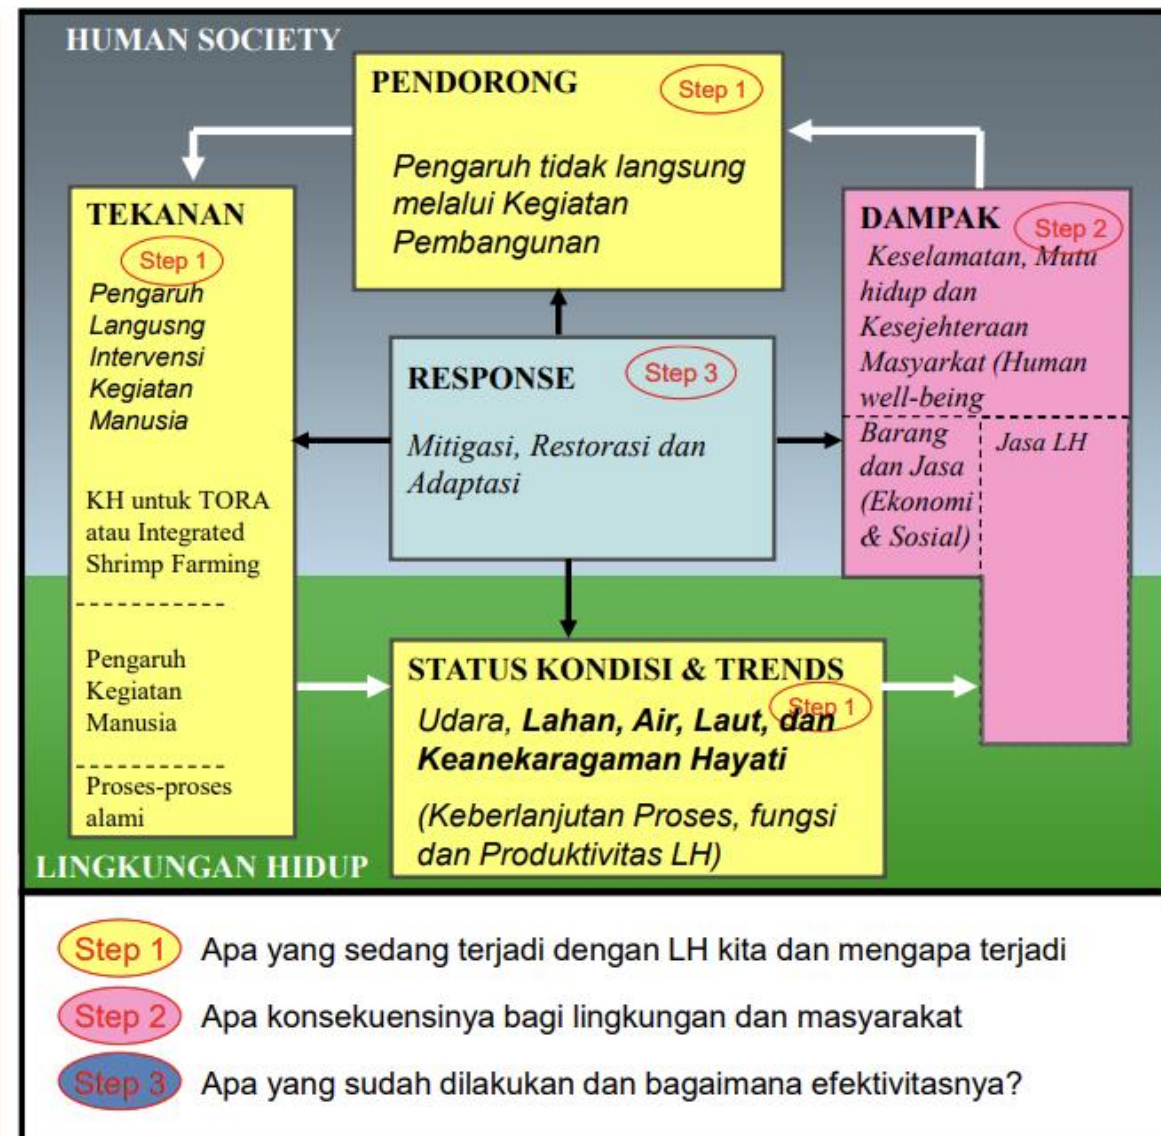 HUMAN SOCIETY
PENDORONG
Step 1
Pengaruh tidak langsung
melalui Kegiatan
Pembangunan
TEKANAN
Step 1
Pengaruh
Langusng
Intervensi
Kegiatan
Manusia
KH untuk TORA
atau Integrated
Shrimp Farming
Pengaruh
Kegiatan
Manusia
Proses-proses
alami
RESPONSE
Step 3
Mitigasi, Restorasi dan
Adaptasi
DAMPAK
Step 2
Keselamatan, Mutu
hidup dan
Kesejehteraan
Masyarkat (Human
well-being
Barang
dan Jasa
(Ekonomi
& Sosial)
Jasa LH
STATUS KONDISI & TRENDS
Step 1
Udara, Lahan, Air, Laut, dan
Keanekaragaman Hayati
(Keberlanjutan Proses, fungsi
dan Produktivitas LH)
LINGKUNGAN HIDUP
Step 1 Apa yang sedang terjadi dengan LH kita dan mengapa terjadi
Step 2 Apa konsekuensinya bagi lingkungan dan masyarakat
Step 3 Apa yang sudah dilakukan dan bagaimana efektivitasnya?